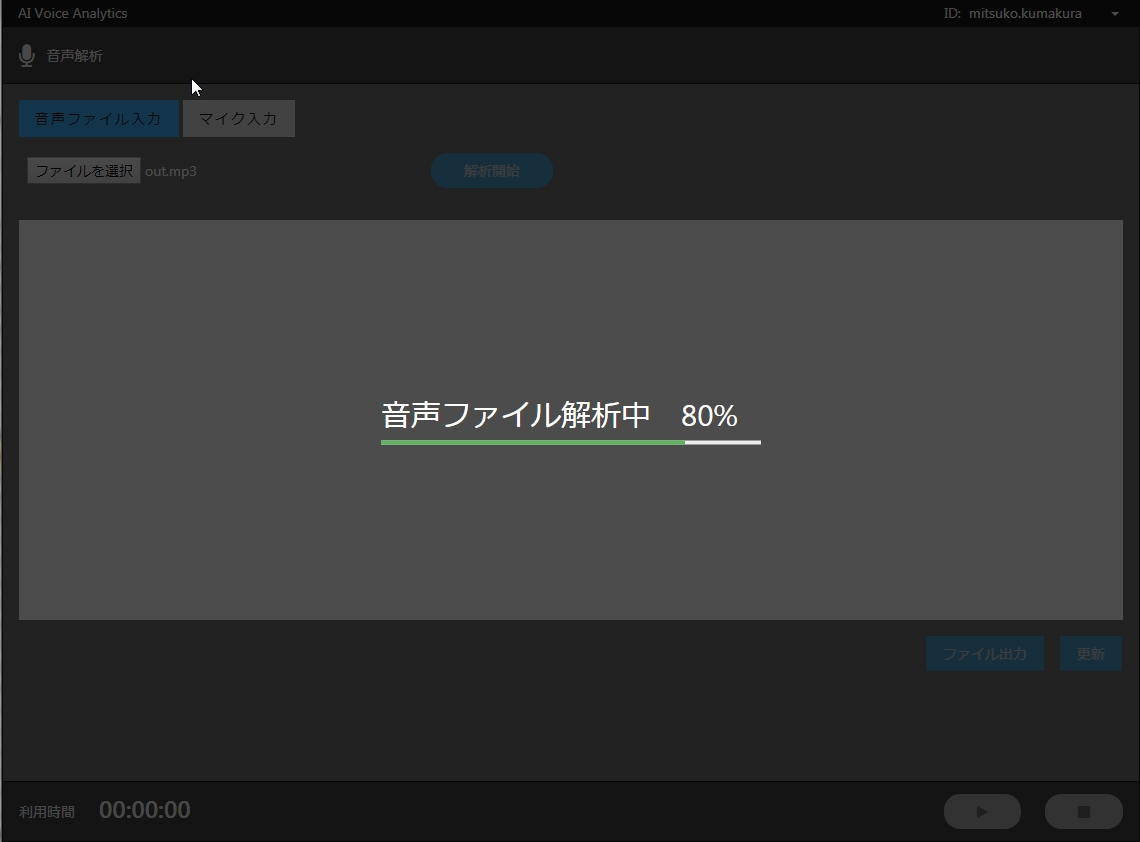 AI Voice Analytics ID: mitsuko.kumakura
音声解析
音声ファイル入力 マイク入力
ファイルを選択 out.mp3 解析開始
音声ファイル解析中 80%
ファイル出力 更新
利用時間 00:00:00